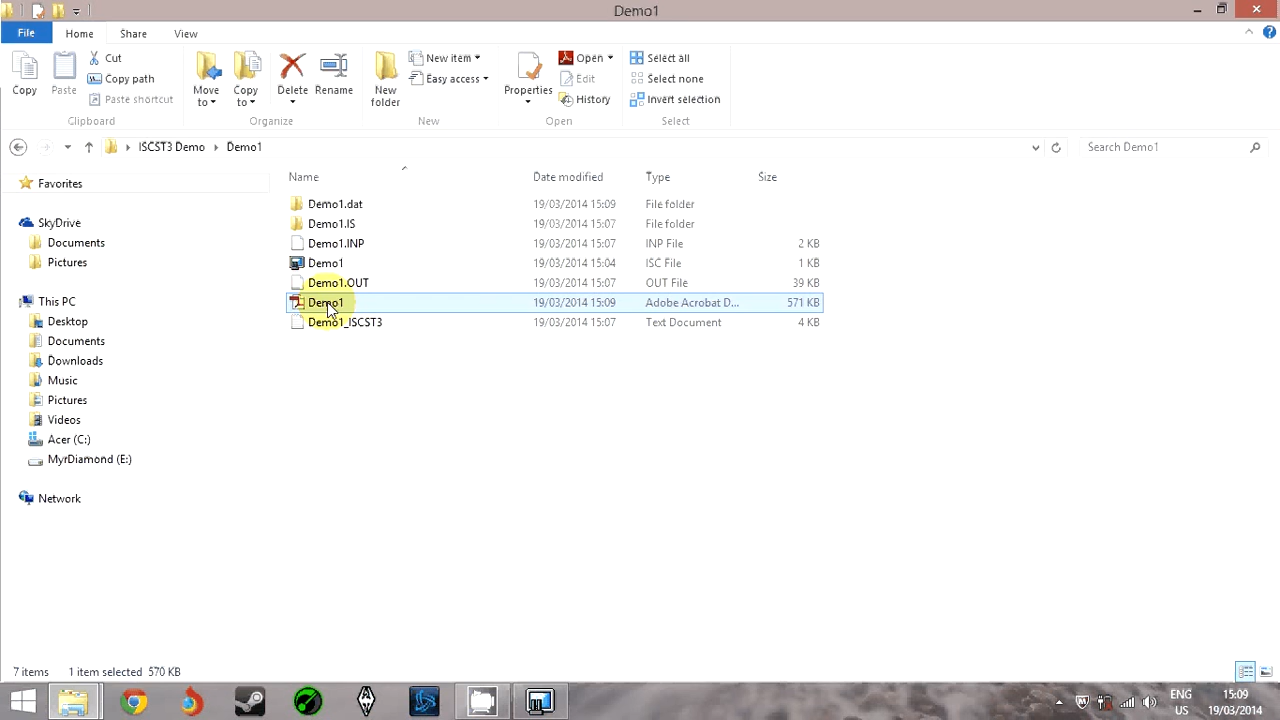 Demo1
File Home Share View
Copy Paste Cut Copy path Paste shortcut Move to Copy to Delete Rename New folder New item Easy access Properties Open Edit History Select all Select none Invert selection
Clipboard Organize New Open Select
ISCST3 Demo Demo1 Search Demo1
Name Date modified Type Size
Demo1.dat 19/03/2014 15:09 File folder
Demo1.IS 19/03/2014 15:07 File folder
Demo1.INP 19/03/2014 15:07 INP File 2 KB
Demo1 19/03/2014 15:04 ISC File 1 KB
Demo1.OUT 19/03/2014 15:07 OUT File 39 KB
Demo1 19/03/2014 15:09 Adobe Acrobat D... 571 KB
Demo1_ISCST3 19/03/2014 15:07 Text Document 4 KB
Favorites
SkyDrive
Documents
Pictures
This PC
Desktop
Documents
Downloads
Music
Pictures
Videos
Acer (C:)
MyrDiamond (E:)
Network
7 items 1 item selected 570 KB
ENG 15:09
US 19/03/2014